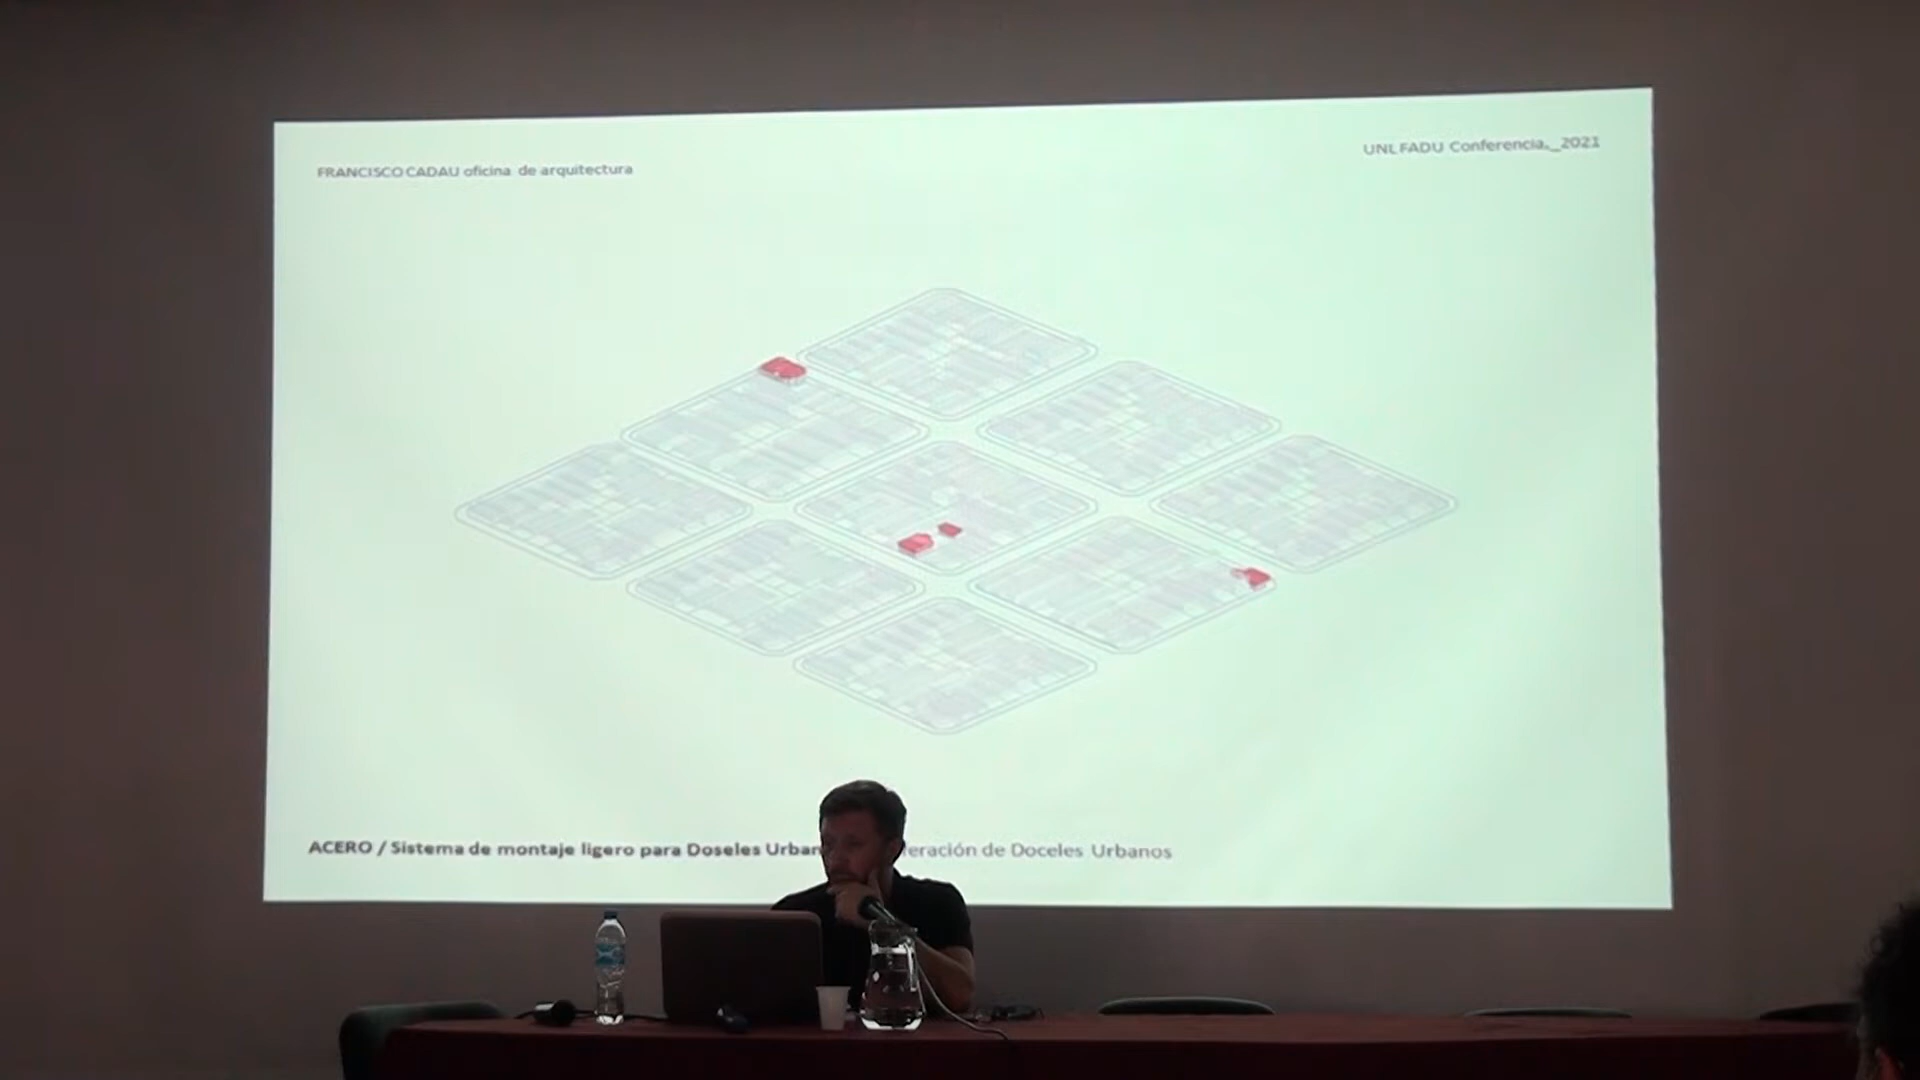 FRANCISCO CADAU oficina de arquitectura
UNL FADU Conferencia._2021
ACERO / Sistema de montaje ligero para Doseles Urban eración de Doceles Urbanos